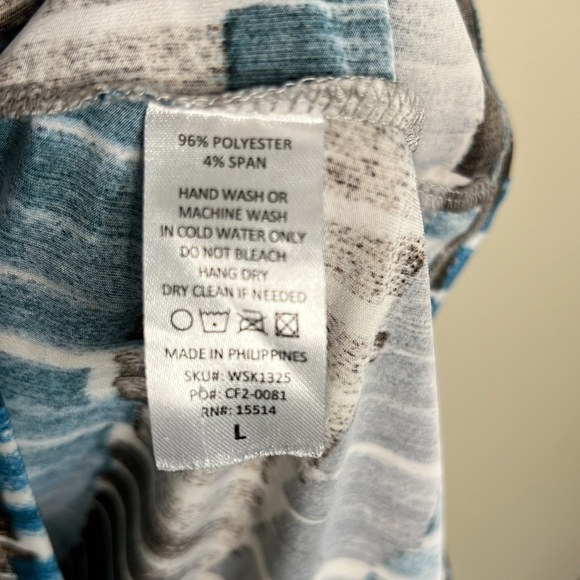 96% POLYESTER
4% SPAN
HAND WASH OR
MACHINE WASH
IN COLD WATER ONLY
DO NOT BLEACH
HANG DRY
DRY CLEAN IF NEEDED
MADE IN PHILIPPINES
SKU#: WSK1325
PO#: CF2-0081
RN#: 15514
L